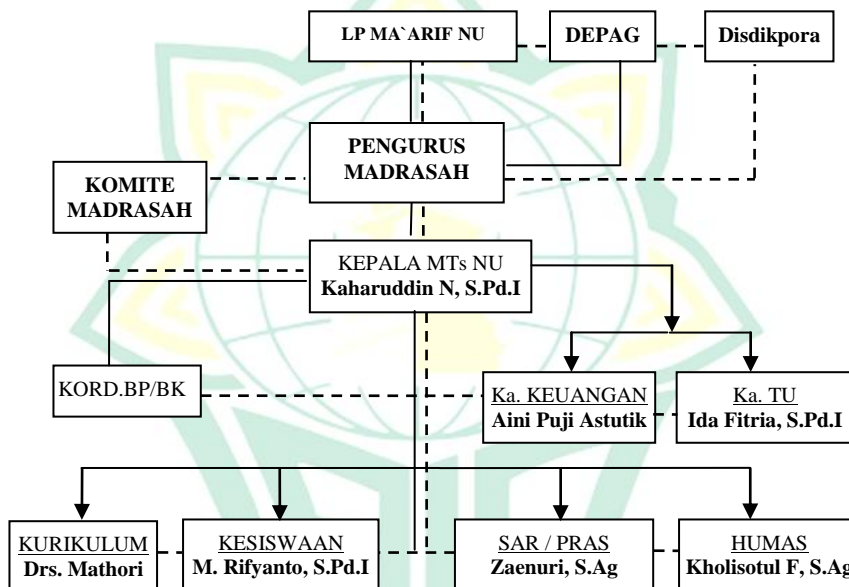 LP MA`ARIF NU
DEPAG
Disdikpora
PENGURUS
MADRASAH
KOMITE
MADRASAH
KEPALA MTs NU
Kaharuddin N, S.Pd.I
KORD.BP/BK
Ka. KEUANGAN
Aini Puji Astutik
Ka. TU
Ida Fitria, S.Pd.I
KURIKULUM
Drs. Mathori
KESISWAAN
M. Rifyanto, S.Pd.I
SAR / PRAS
Zaenuri, S.Ag
HUMAS
Kholisotul F, S.Ag